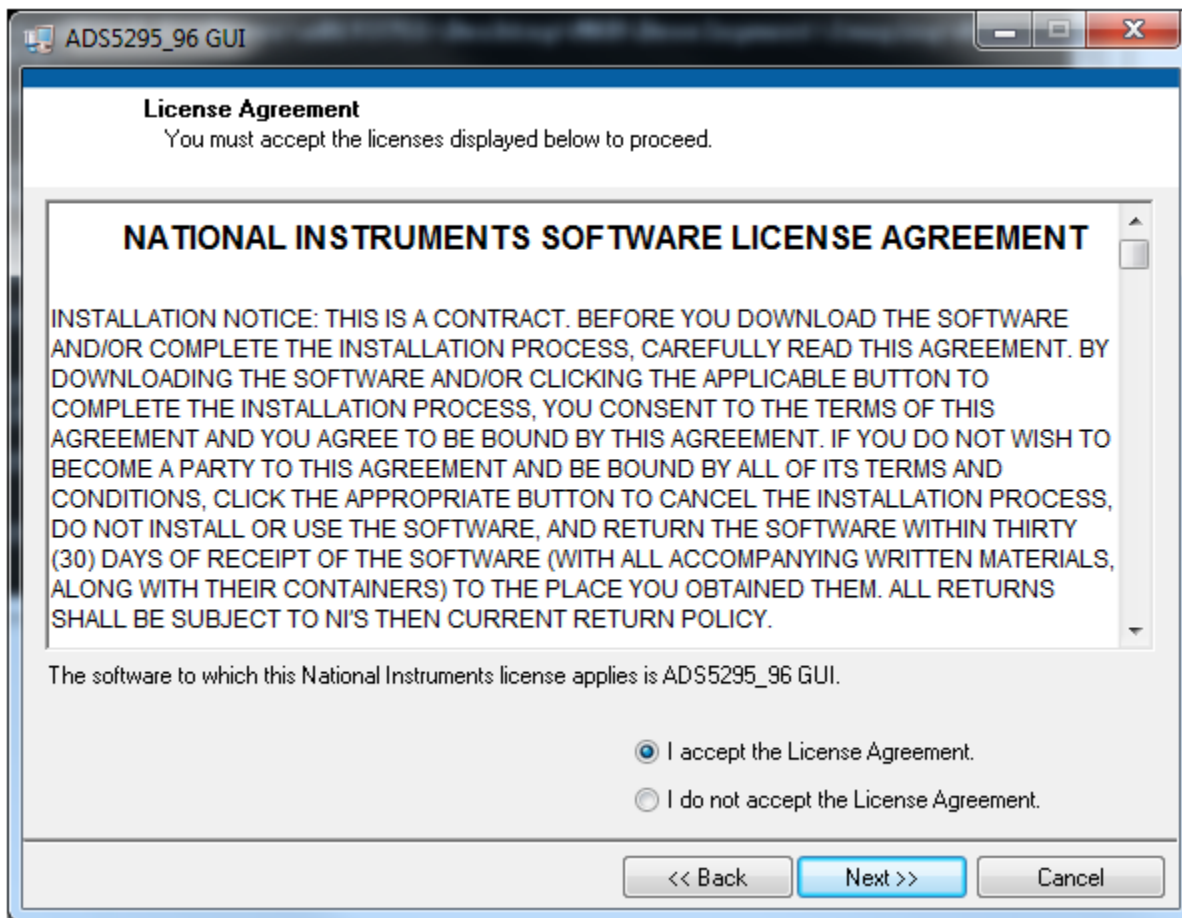 ADS5295_96 GUI
License Agreement
You must accept the licenses displayed below to proceed.
NATIONAL INSTRUMENTS SOFTWARE LICENSE AGREEMENT
INSTALLATION NOTICE: THIS IS A CONTRACT. BEFORE YOU DOWNLOAD THE SOFTWARE
AND/OR COMPLETE THE INSTALLATION PROCESS, CAREFULLY READ THIS AGREEMENT. BY
DOWNLOADING THE SOFTWARE AND/OR CLICKING THE APPLICABLE BUTTON TO
COMPLETE THE INSTALLATION PROCESS, YOU CONSENT TO THE TERMS OF THIS
AGREEMENT AND YOU AGREE TO BE BOUND BY THIS AGREEMENT. IF YOU DO NOT WISH TO
BECOME A PARTY TO THIS AGREEMENT AND BE BOUND BY ALL OF ITS TERMS AND
CONDITIONS, CLICK THE APPROPRIATE BUTTON TO CANCEL THE INSTALLATION PROCESS,
DO NOT INSTALL OR USE THE SOFTWARE, AND RETURN THE SOFTWARE WITHIN THIRTY
(30) DAYS OF RECEIPT OF THE SOFTWARE (WITH ALL ACCOMPANYING WRITTEN MATERIALS,
ALONG WITH THEIR CONTAINERS) TO THE PLACE YOU OBTAINED THEM. ALL RETURNS
SHALL BE SUBJECT TO NI'S THEN CURRENT RETURN POLICY.
The software to which this National Instruments license applies is ADS5295_96 GUI.
I accept the License Agreement.
I do not accept the License Agreement.
<< Back
Next >>
Cancel